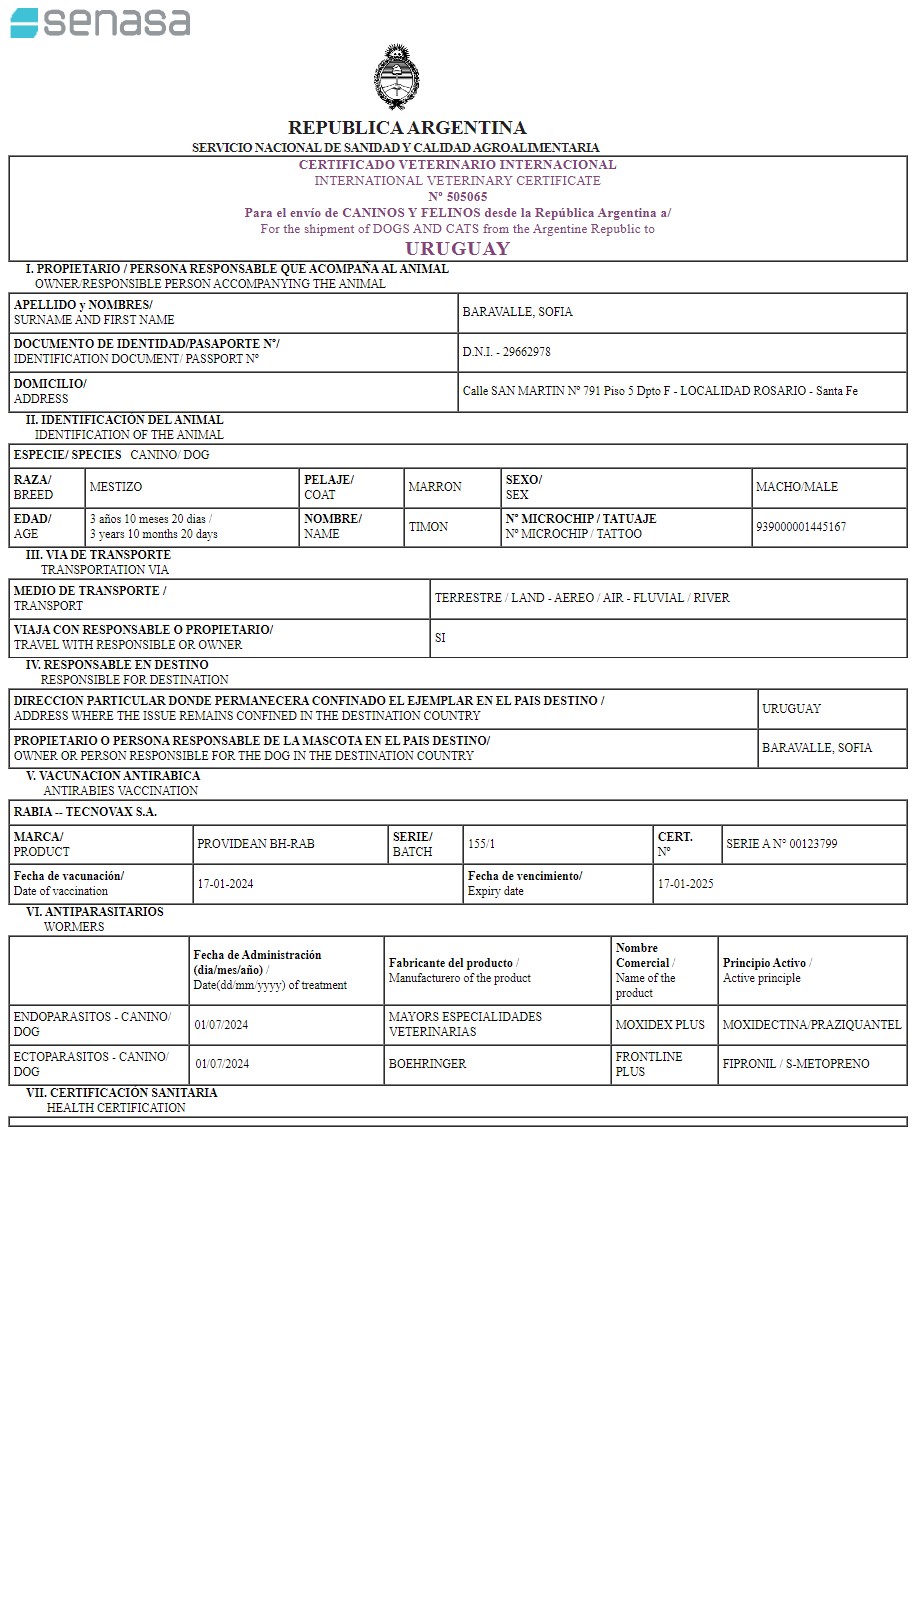 senasa
REPUBLICA ARGENTINA
SERVICIO NACIONAL DE SANIDAD Y CALIDAD AGROALIMENTARIA
CERTIFICADO VETERINARIO INTERNACIONAL
INTERNATIONAL VETERINARY CERTIFICATE
Nº 505065
Para el envío de CANINOS Y FELINOS desde la República Argentina a/
For the shipment of DOGS AND CATS from the Argentine Republic to
URUGUAY
I. PROPIETARIO / PERSONA RESPONSABLE QUE ACOMPAÑA AL ANIMAL
OWNER/RESPONSIBLE PERSON ACCOMPANYING THE ANIMAL
APELLIDO y NOMBRES/
SURNAME AND FIRST NAME
BARAVALLE, SOFIA
DOCUMENTO DE IDENTIDAD/PASAPORTE Nº/
IDENTIFICATION DOCUMENT/ PASSPORT Nº
D.N.I. - 29662978
DOMICILIO/
ADDRESS
Calle SAN MARTIN Nº 791 Piso 5 Dpto F - LOCALIDAD ROSARIO - Santa Fe
II. IDENTIFICACIÓN DEL ANIMAL
IDENTIFICATION OF THE ANIMAL
ESPECIE/ SPECIES CANINO/ DOG
RAZA/
BREED
MESTIZO
PELAJE/
COAT
MARRON
SEXO/
SEX
MACHO/MALE
EDAD/
AGE
3 años 10 meses 20 dias /
3 years 10 months 20 days
NOMBRE/
NAME
TIMON
Nº MICROCHIP / TATUAJE
Nº MICROCHIP / TATTOO
939000001445167
III. VIA DE TRANSPORTE
TRANSPORTATION VIA
MEDIO DE TRANSPORTE /
TRANSPORT
TERRESTRE / LAND - AEREO / AIR - FLUVIAL / RIVER
VIAJA CON RESPONSABLE O PROPIETARIO/
TRAVEL WITH RESPONSIBLE OR OWNER
SI
IV. RESPONSABLE EN DESTINO
RESPONSIBLE FOR DESTINATION
DIRECCION PARTICULAR DONDE PERMANECERA CONFINADO EL EJEMPLAR EN EL PAIS DESTINO /
ADDRESS WHERE THE ISSUE REMAINS CONFINED IN THE DESTINATION COUNTRY
URUGUAY
PROPIETARIO O PERSONA RESPONSABLE DE LA MASCOTA EN EL PAIS DESTINO/
OWNER OR PERSON RESPONSIBLE FOR THE DOG IN THE DESTINATION COUNTRY
BARAVALLE, SOFIA
V. VACUNACION ANTIRABICA
ANTIRABIES VACCINATION
RABIA -- TECNOVAX S.A.
MARCA/
PRODUCT
PROVIDEAN BH-RAB
SERIE/
BATCH
155/1
CERT.
Nº
SERIE A Nº 00123799
Fecha de vacunación/
Date of vaccination
17-01-2024
Fecha de vencimiento/
Expiry date
17-01-2025
VI. ANTIPARASITARIOS
WORMERS
Fecha de Administración
(dia/mes/año) /
Date(dd/mm/yyyy) of treatment
Fabricante del producto /
Manufacturero of the product
Nombre
Comercial /
Name of the
product
Principio Activo /
Active principle
ENDOPARASITOS - CANINO/
DOG
01/07/2024
MAYORS ESPECIALIDADES
VETERINARIAS
MOXIDEX PLUS
MOXIDECTINA/PRAZIQUANTEL
ECTOPARASITOS - CANINO/
DOG
01/07/2024
BOEHRINGER
FRONTLINE
PLUS
FIPRONIL / S-METOPRENO
VII. CERTIFICACIÓN SANITARIA
HEALTH CERTIFICATION